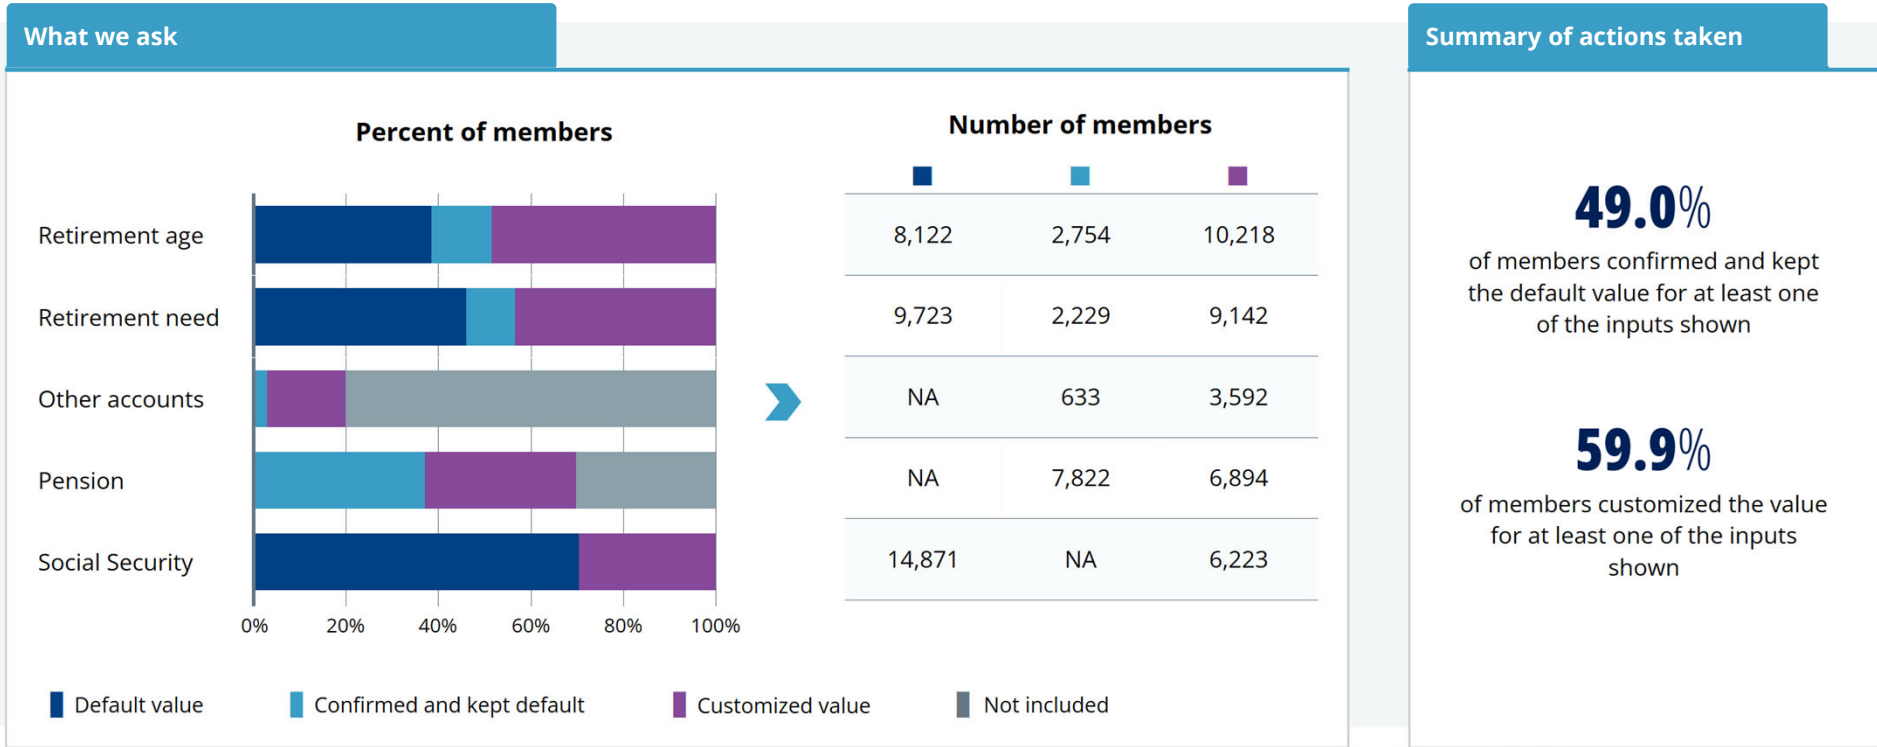 What we ask
Summary of actions taken
Percent of members
Number of members
Retirement age
8,122 2,754 10,218
Retirement need
9,723 2,229 9,142
Other accounts
NA 633 3,592
Pension
NA 7,822 6,894
Social Security
14,871 NA 6,223
0% 20% 40% 60% 80% 100%
Default value Confirmed and kept default Customized value Not included
49.0%
of members confirmed and kept
the default value for at least one
of the inputs shown
59.9%
of members customized the value
for at least one of the inputs
shown